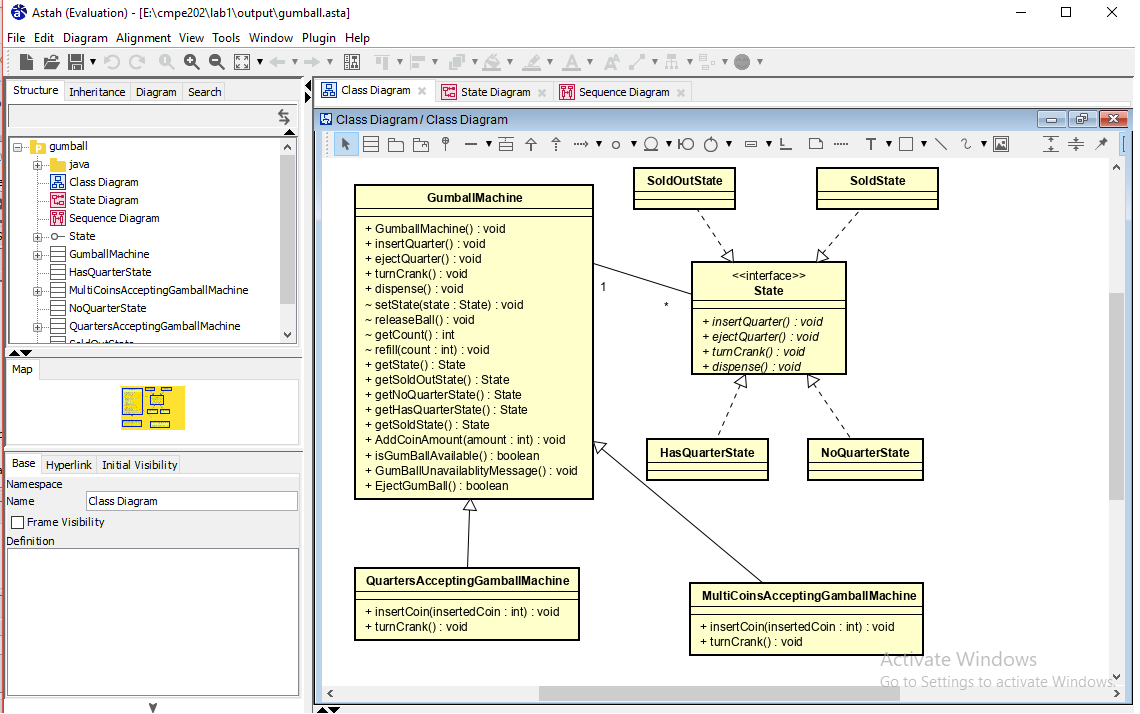 Astah (Evaluation) - [E:\cmpe202\lab1\output\gumball.asta]
File Edit Diagram Alignment View Tools Window Plugin Help
Structure Inheritance Diagram Search
gumball
java
Class Diagram
State Diagram
Sequence Diagram
State
GumballMachine
HasQuarterState
MultiCoinsAcceptingGamballMachine
NoQuarterState
QuartersAcceptingGamballMachine
SoldOutState
Map
Base Hyperlink Initial Visibility
Namespace
Name Class Diagram
Frame Visibility
Definition
Class Diagram State Diagram Sequence Diagram
Class Diagram / Class Diagram
GumballMachine
+ GumballMachine() : void
+ insertQuarter() : void
+ ejectQuarter() : void
+ turnCrank() : void
+ dispense() : void
~ setState(state : State) : void
~ releaseBall() : void
~ getCount() : int
~ refill(count : int) : void
+ getState() : State
+ getSoldOutState() : State
+ getNoQuarterState() : State
+ getHasQuarterState() : State
+ getSoldState() : State
+ AddCoinAmount(amount : int) : void
+ isGumBallAvailable() : boolean
+ GumBallUnavailablityMessage() : void
+ EjectGumBall() : boolean
SoldOutState
SoldState
1
*
<<interface>>
State
+ insertQuarter() : void
+ ejectQuarter() : void
+ turnCrank() : void
+ dispense() : void
HasQuarterState
NoQuarterState
QuartersAcceptingGamballMachine
+ insertCoin(insertedCoin : int) : void
+ turnCrank() : void
MultiCoinsAcceptingGamballMachine
+ insertCoin(insertedCoin : int) : void
+ turnCrank() : void
Activate Windows
Go to Settings to activate Windows.